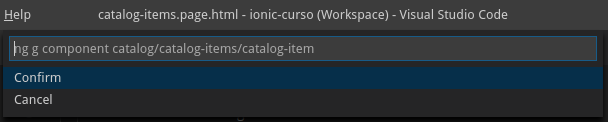 Help catalog-items.page.html - ionic-curso (Workspace) - Visual Studio Code
ng g component catalog/catalog-items/catalog-item
Confirm
Cancel